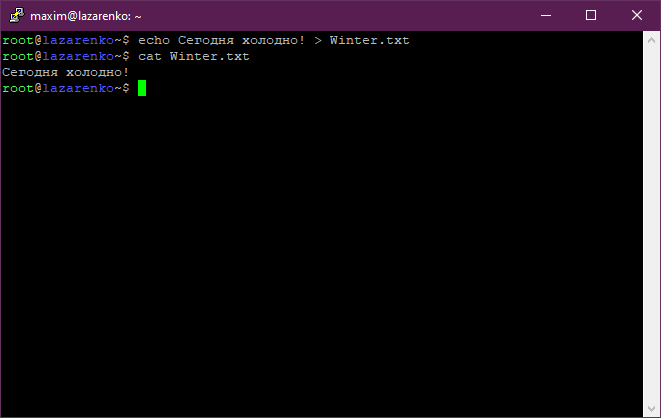 maxim@lazarenko: ~
root@lazarenko~$ echo Сегодня холодно! > Winter.txt
root@lazarenko~$ cat Winter.txt
Сегодня холодно!
root@lazarenko~$